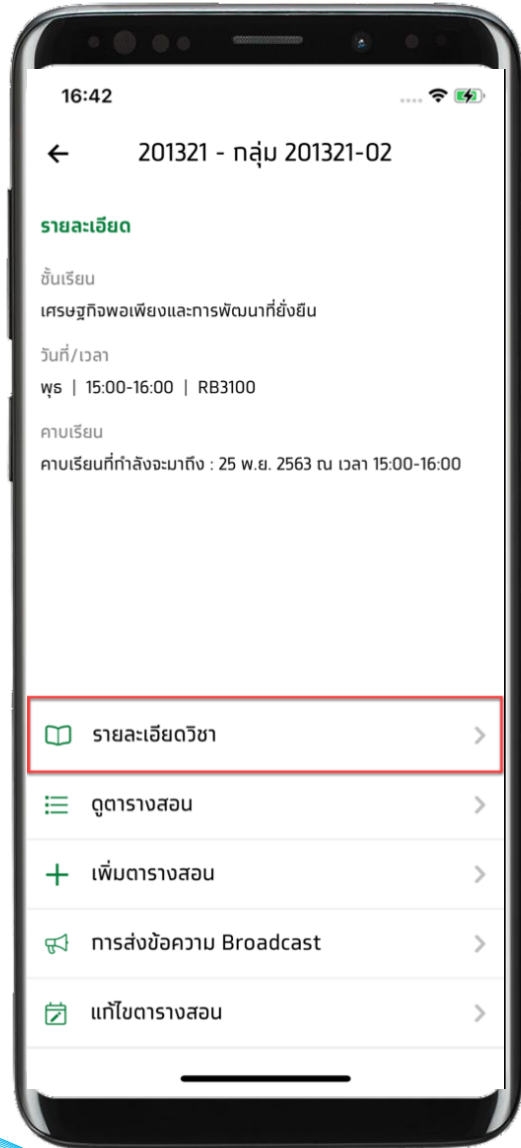 16:42
201321 - กลุ่ม 201321-02
รายละเอียด
ชั้นเรียน
เศรษฐกิจพอเพียงและการพัฒนาที่ยั่งยืน
วันที่/เวลา
พุธ | 15:00-16:00 | RB3100
คาบเรียน
คาบเรียนที่กำลังจะมาถึง : 25 พ.ย. 2563 ณ เวลา 15:00-16:00
รายละเอียดวิชา
ดูตารางสอน
เพิ่มตารางสอน
การส่งข้อความ Broadcast
แก้ไขตารางสอน